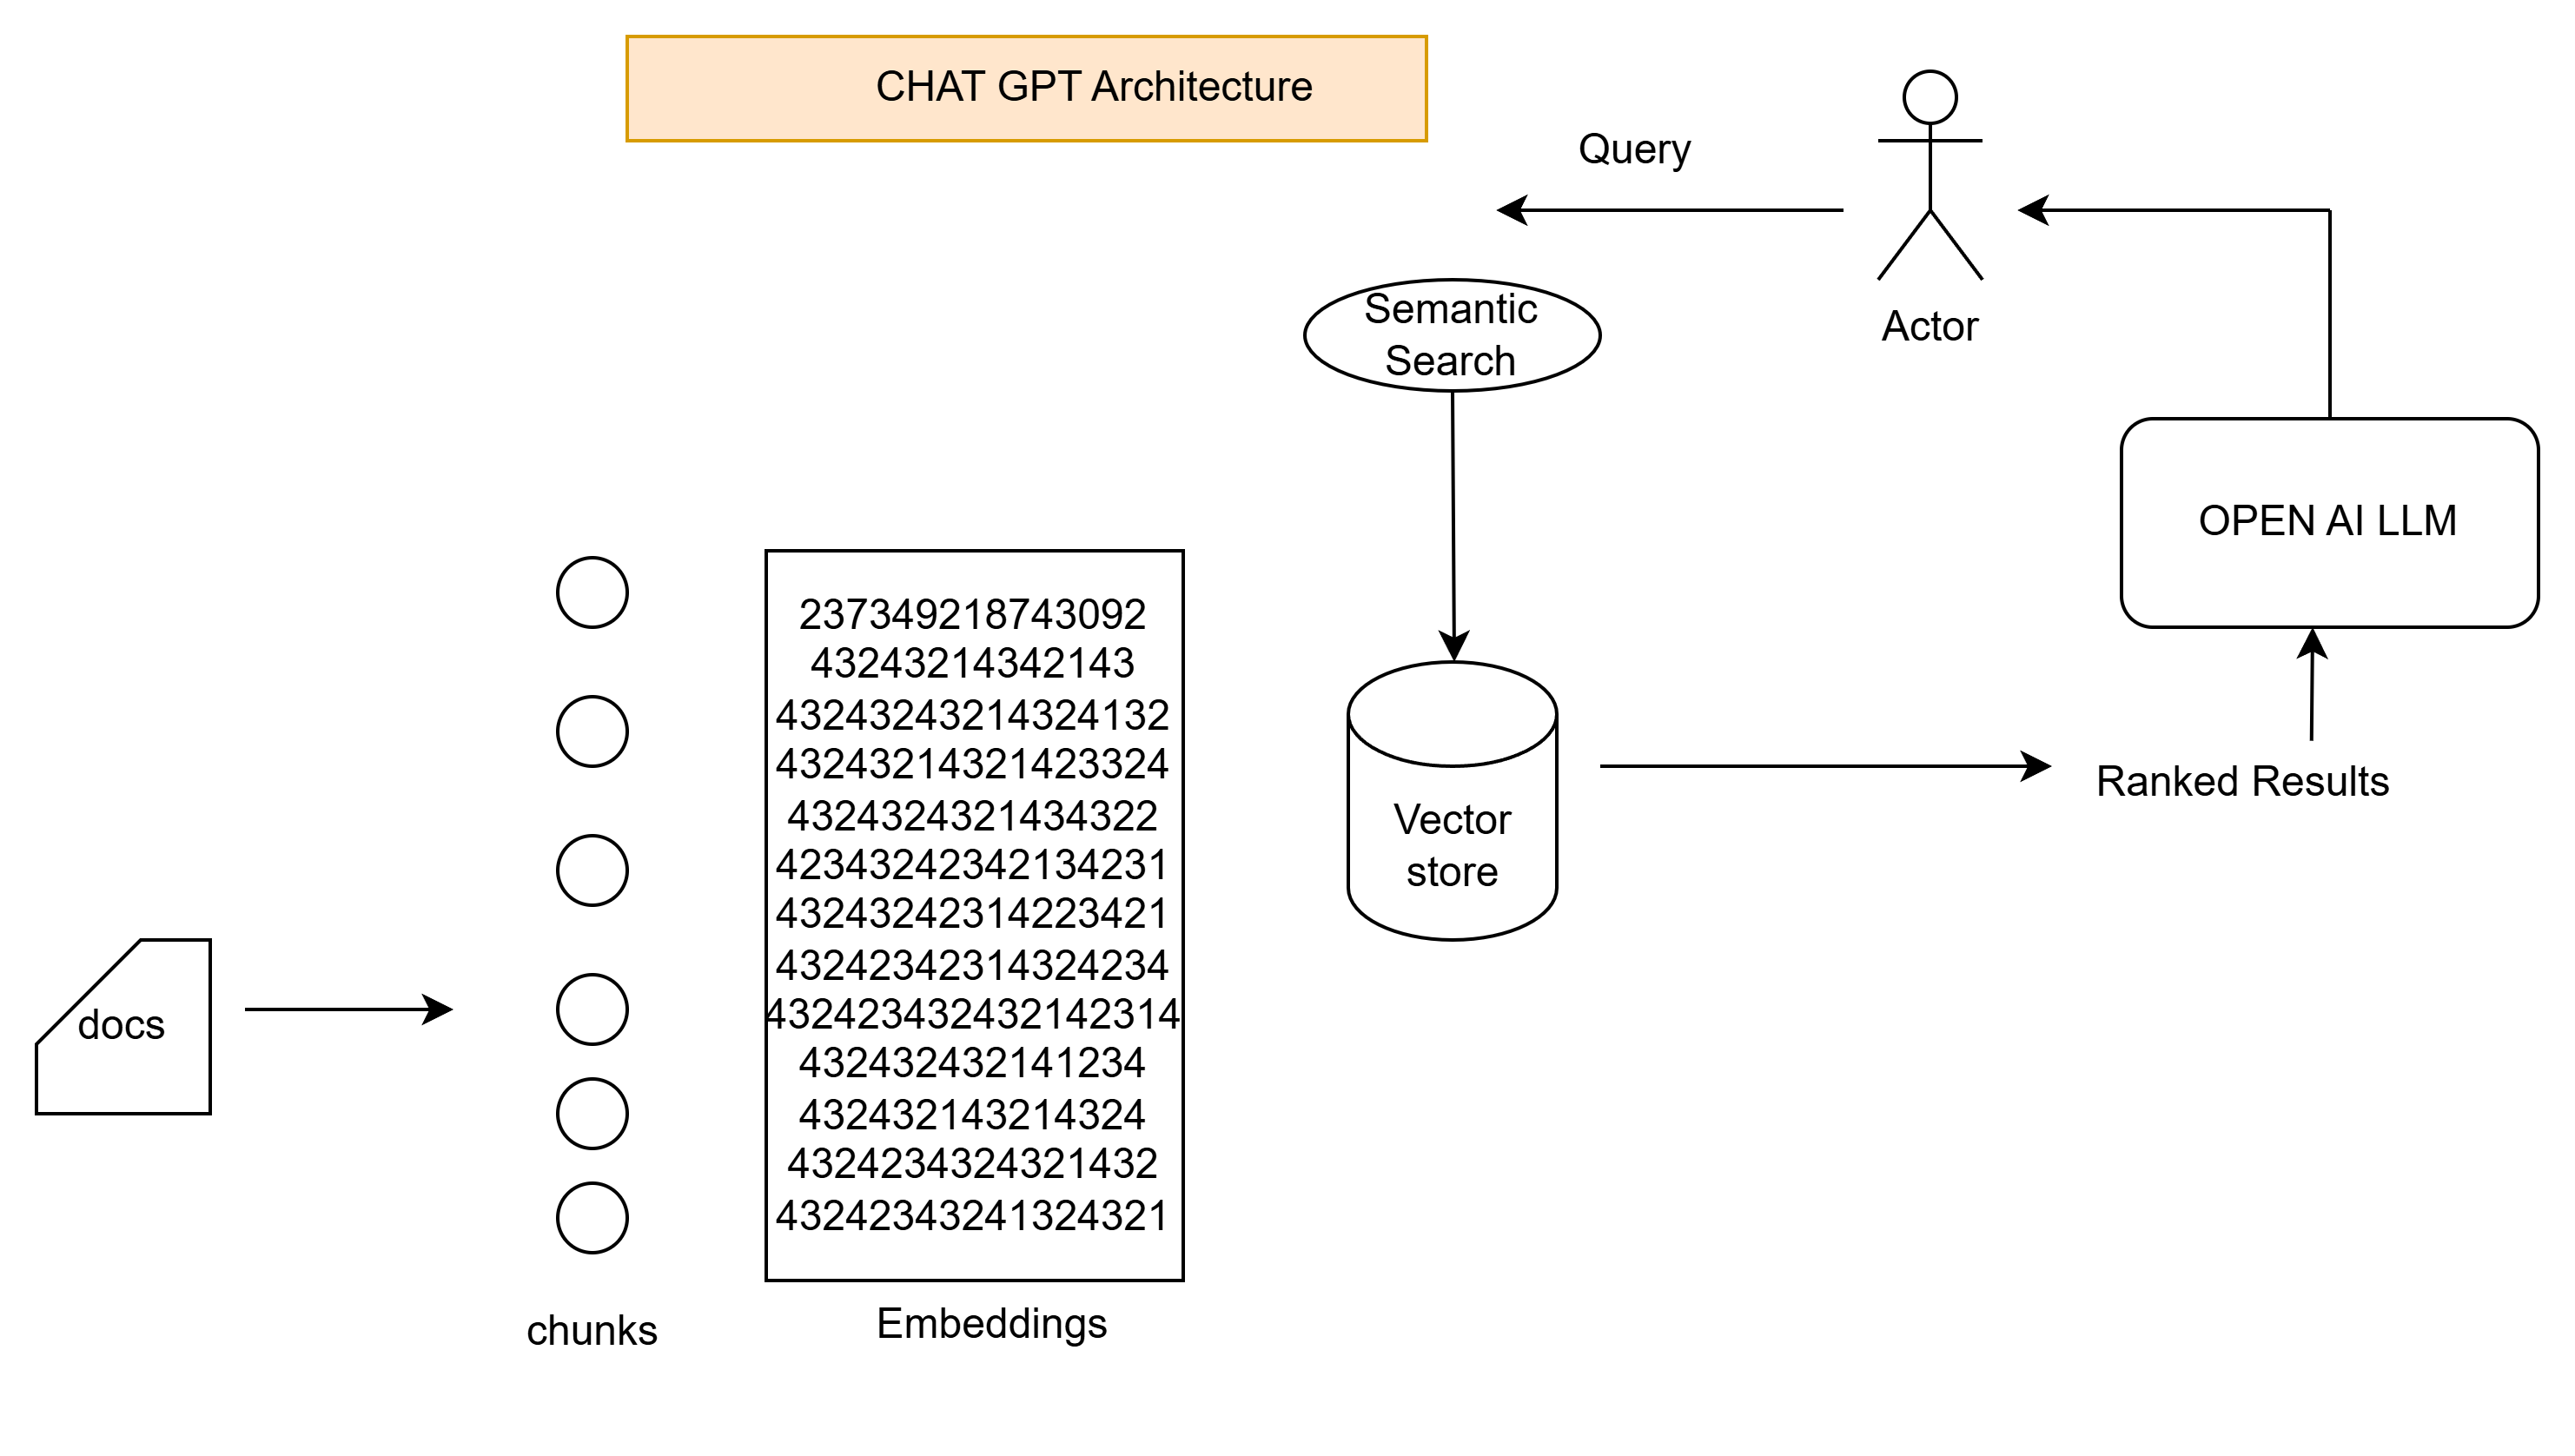 CHAT GPT Architecture
Query
Actor
Semantic
Search
OPEN AI LLM
237349218743092
43243214342143
43243243214324132
43243214321423324
4324324321434322
42343242342134231
43243242314223421
43242342314324234
432423432432142314
432432432141234
432432143214324
4324234324321432
43242343241324321
Vector
store
Ranked Results
docs
chunks
Embeddings